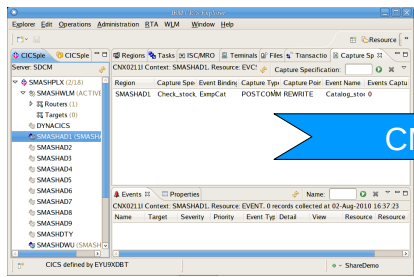 Explorer Edit Operations Administration RTA WLM Window Help
Resource
CICSple CICSple
Regions Tasks ISC/MRO Terminals Files Transactio Capture Sp
Server: SDCM
CNX0211I Context: SMASHAD1. Resource: EVCS Capture Specification:
Region Capture Spe Event Binding Capture Type Capture Poin Event Name Events Captu
SMASHAD1 Check_stock_ ExmpCat POSTCOMM REWRITE Catalog_stoc 0
SMASHPLX (2/18)
SMASHWLM (ACTIVE
Routers (1)
Targets (0)
DYNACICS
SMASHAD1 (SMASH
SMASHAD2
SMASHAD3
SMASHAD4
SMASHAD5
SMASHAD6
SMASHAD7
SMASHAD8
SMASHAD9
SMASHDTY
SMASHDWU (SMASH
CN
Events Properties Name:
CNX0211I Context: SMASHAD1. Resource: EVENT. 0 records collected at 02-Aug-2010 16:37:23
Name Target Severity Priority Event Typ Detail View Resource Resource
CICS defined by EYU9XDBT
ShareDemo